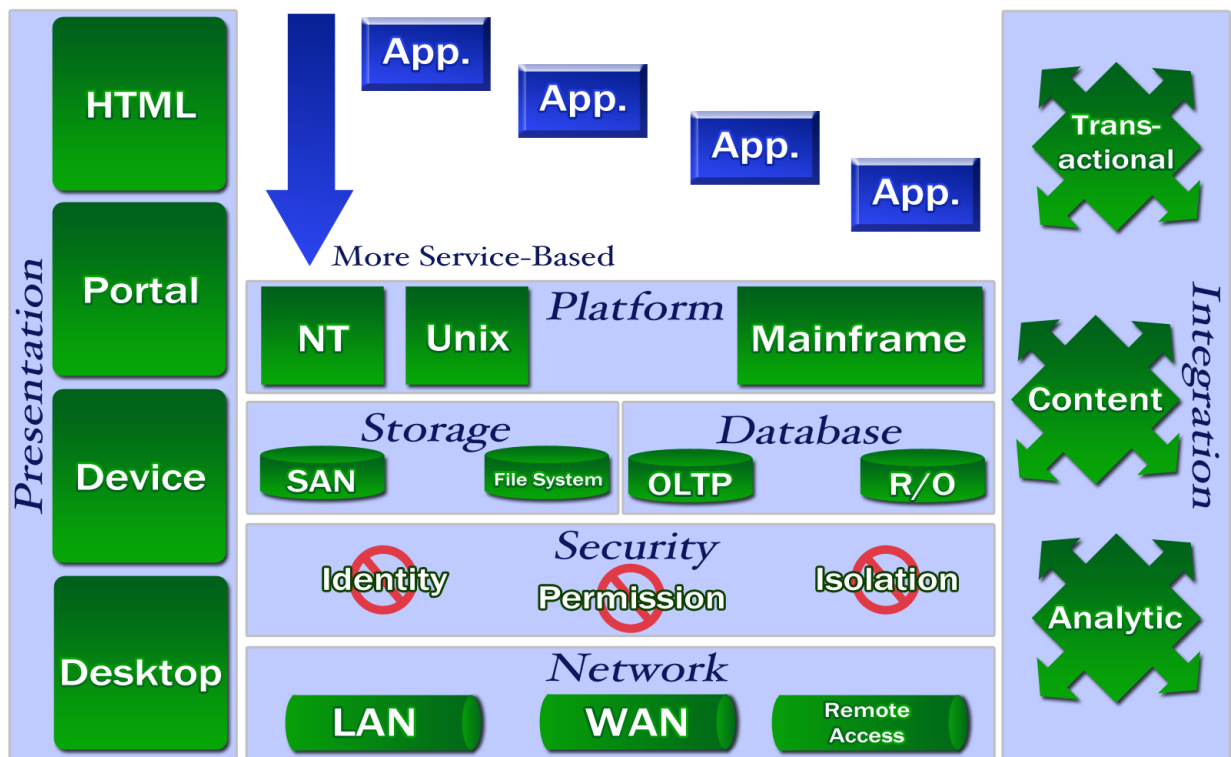 Presentation
HTML
Portal
Device
Desktop
App.
App.
App.
App.
More Service-Based
Platform
NT
Unix
Mainframe
Storage
SAN
File System
Database
OLTP
R/O
Security
Identity
Permission
Isolation
Network
LAN
WAN
Remote
Access
Integration
Trans-
actional
Content
Analytic